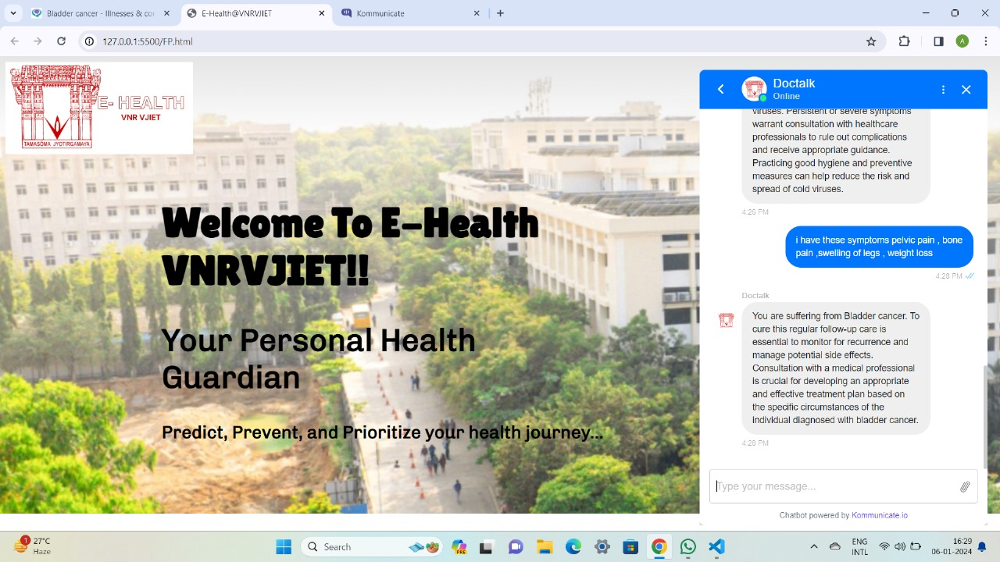 Bladder cancer - Illnesses & cor
E-Health@VNRVJIET
Kommunicate
127.0.0.1:5500/FP.html
A
E- HEALTH
VNR VJIET
TAMASOMA JYOTIRGAMAYA
Welcome To E-Health
VNRVJIET!!
Your Personal Health
Guardian
Predict, Prevent, and Prioritize your health journey...
Doctalk
Online
viruses. Persistent or severe symptoms
warrant consultation with healthcare
professionals to rule out complications
and receive appropriate guidance.
Practicing good hygiene and preventive
measures can help reduce the risk and
spread of cold viruses.
4:26 PM
i have these symptoms pelvic pain , bone
pain ,swelling of legs , weight loss
4:28 PM
Doctalk
You are suffering from Bladder cancer. To
cure this regular follow-up care is
essential to monitor for recurrence and
manage potential side effects.
Consultation with a medical professional
is crucial for developing an appropriate
and effective treatment plan based on
the specific circumstances of the
individual diagnosed with bladder cancer.
4:28 PM
Type your message...
Chatbot powered by Kommunicate.io
1
27°C
Haze
Search
PRE
ENG
INTL
16:29
06-01-2024